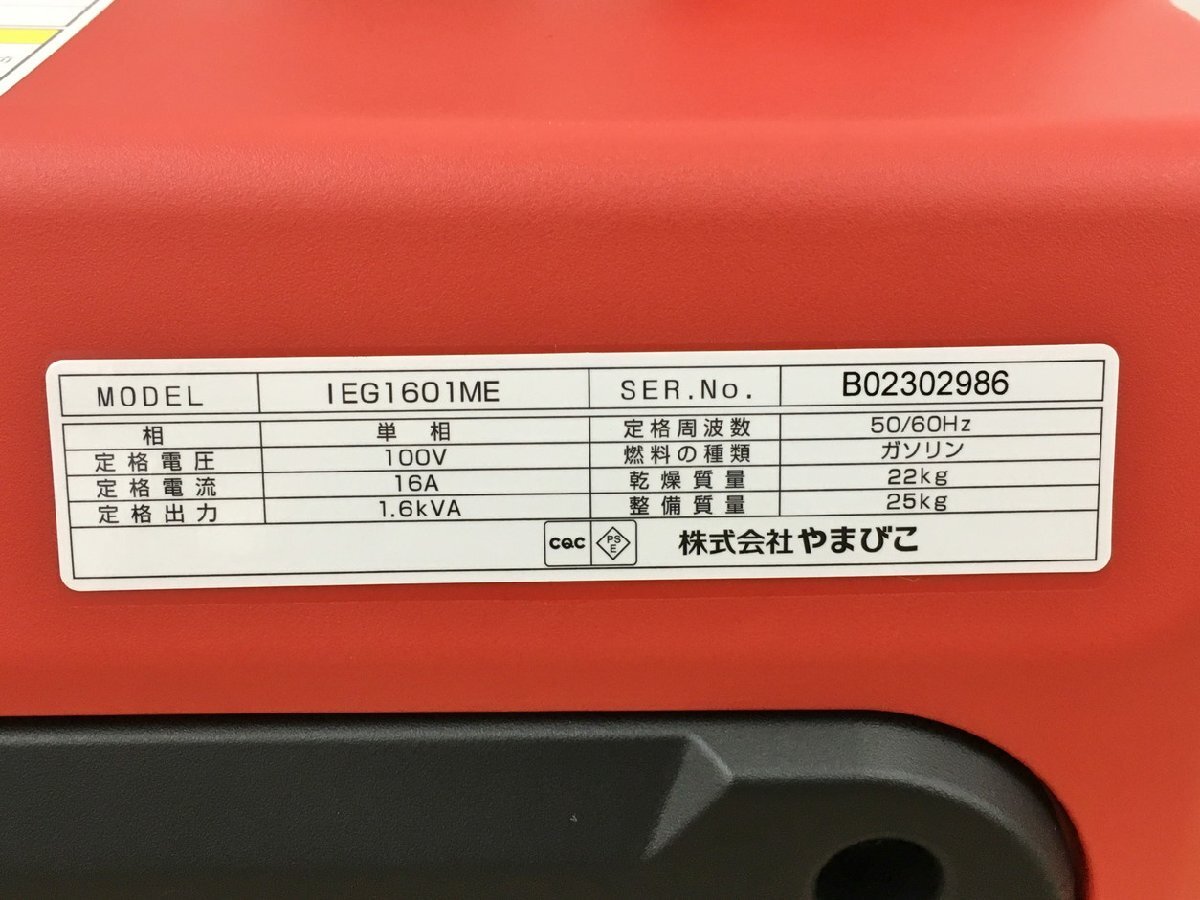 MODEL IEG1601ME SER.No. B02302986
相 単相 定格周波数 50/60Hz
定格電圧 100V 燃料の種類 ガソリン
定格電流 16A 乾燥質量 22kg
定格出力 1.6kVA 整備質量 25kg
CQC PS E 株式会社やまびこ